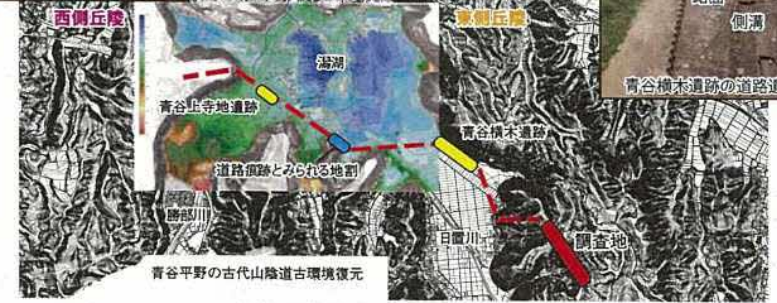 西側丘陵
東側丘陵
潟湖
路面
側溝
青谷横木遺跡の道路遺
青谷上寺地遺跡
青谷横木遺跡
道路痕跡とみられる地割
勝部川
日置川
調査地
青谷平野の古代山陰道古環境復元